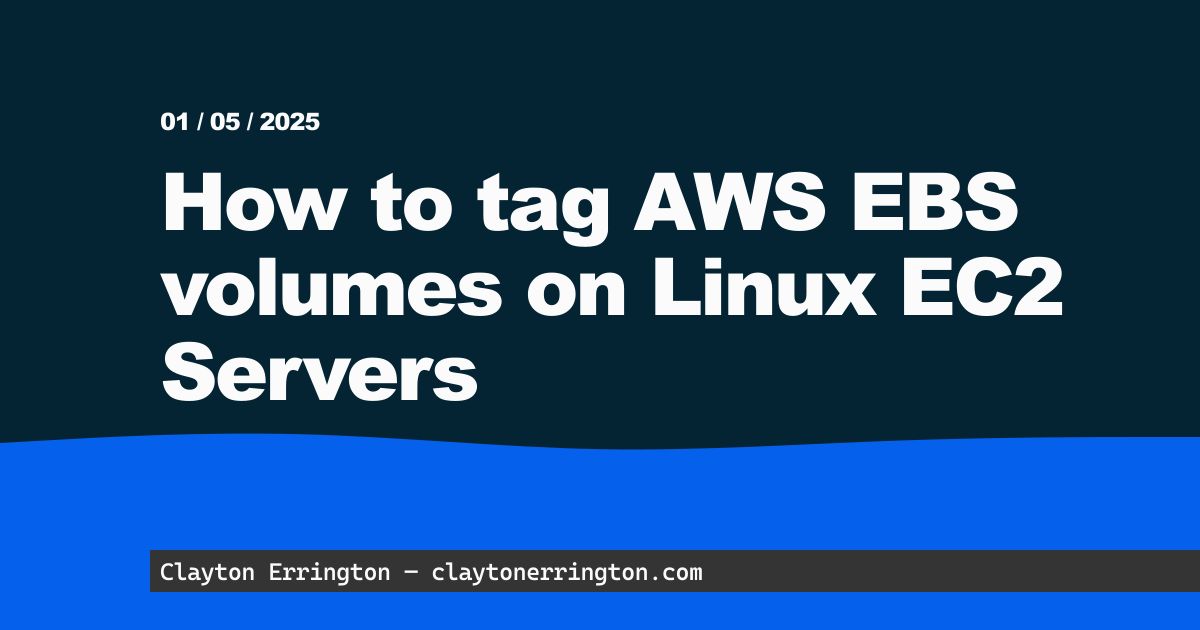 01 / 05 / 2025
How to tag AWS EBS
volumes on Linux EC2
Servers
Clayton Errington — claytonerrington.com